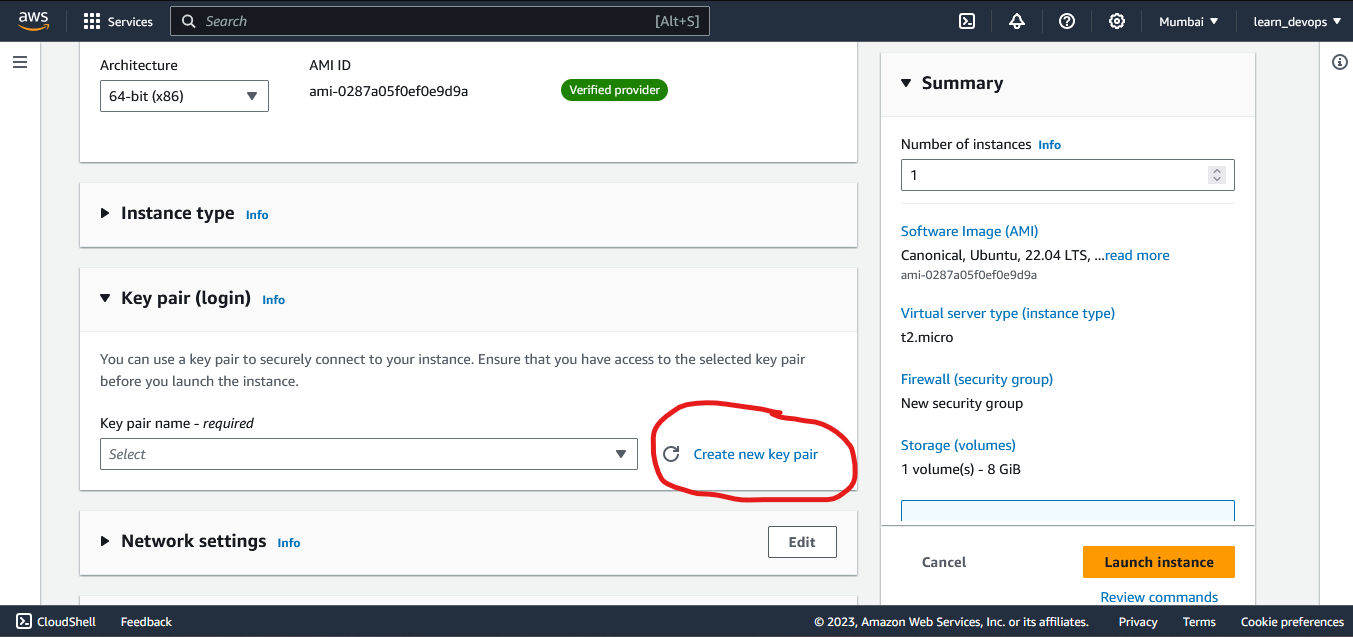 aws
Services
Search
[Alt+S]
Mumbai
learn_devops
Architecture
AMI ID
64-bit (x86)
ami-0287a05f0ef0e9d9a
Verified provider
Instance type Info
Key pair (login) Info
You can use a key pair to securely connect to your instance. Ensure that you have access to the selected key pair
before you launch the instance.
Key pair name - required
Select
Create new key pair
Network settings Info
Edit
Summary
Number of instances Info
1
Software Image (AMI)
Canonical, Ubuntu, 22.04 LTS, ...read more
ami-0287a05f0ef0e9d9a
Virtual server type (instance type)
t2.micro
Firewall (security group)
New security group
Storage (volumes)
1 volume(s) - 8 GiB
Cancel
Launch instance
Review commands
CloudShell
Feedback
© 2023, Amazon Web Services, Inc. or its affiliates.
Privacy
Terms
Cookie preferences